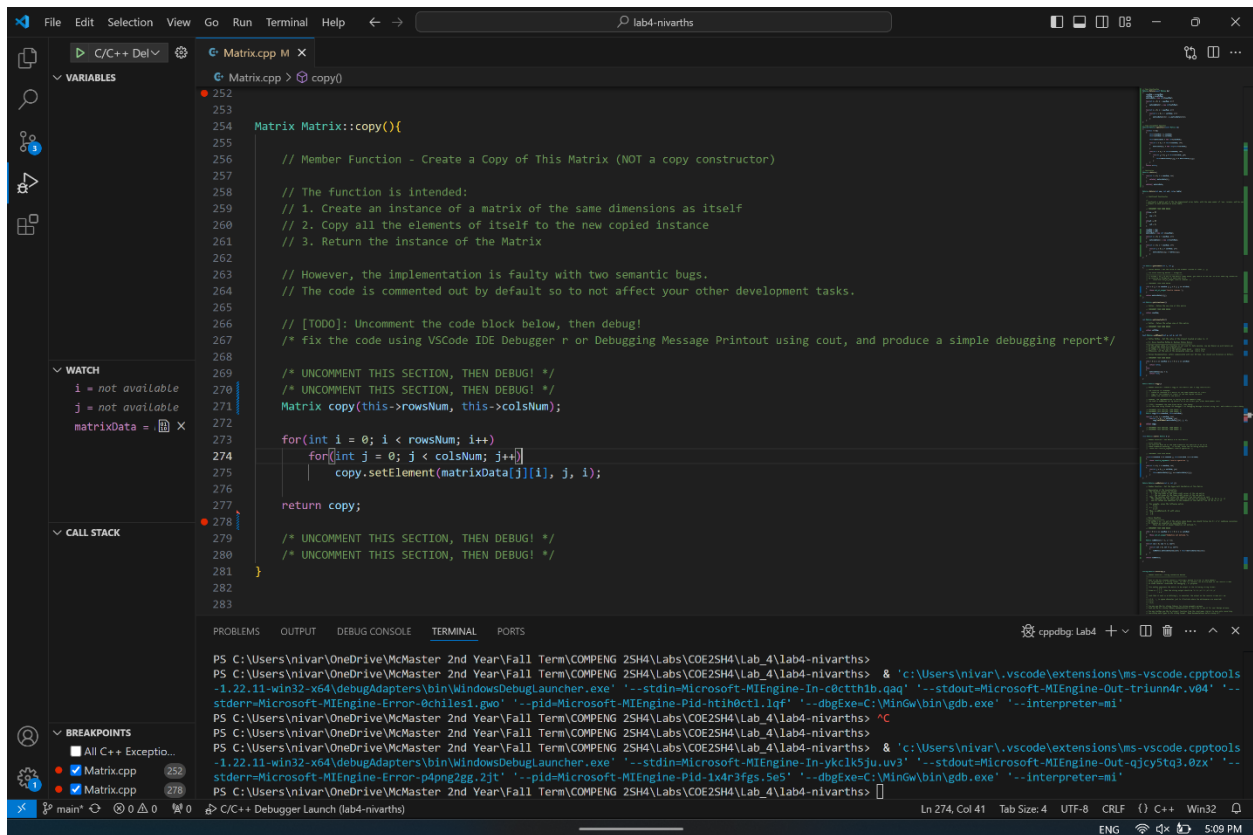 File Edit Selection View Go Run Terminal Help
lab4-nivarths
C/C++ Del
Matrix.cpp M
VARIABLES
Matrix.cpp > copy()
252
253
254 Matrix Matrix::copy(){
255
256 // Member Function - Create a Copy of This Matrix (NOT a copy constructor)
257
258 // The function is intended:
259 // 1. Create an instance of a matrix of the same dimensions as itself
260 // 2. Copy all the elements of itself to the new copied instance
261 // 3. Return the instance of the Matrix
262
263 // However, the implementation is faulty with two semantic bugs.
264 // The code is commented out by default so to not affect your other development tasks.
265
266 // [TODO]: Uncomment the code block below, then debug!
267 /* fix the code using VSCode IDE Debugger r or Debugging Message Printout using cout, and produce a simple debugging report*/
268
269 /* UNCOMMENT THIS SECTION, THEN DEBUG! */
270 /* UNCOMMENT THIS SECTION, THEN DEBUG! */
271 Matrix copy(this->rowsNum, this->colsNum);
272
273 for(int i = 0; i < rowsNum; i++)
274 for(int j = 0; j < colsNum; j++)
275 copy.setElement(matrixData[j][i], j, i);
276
277 return copy;
278
279 /* UNCOMMENT THIS SECTION, THEN DEBUG! */
280 /* UNCOMMENT THIS SECTION, THEN DEBUG! */
281 }
282
283
WATCH
i = not available
j = not available
matrixData =
CALL STACK
BREAKPOINTS
All C++ Exceptio...
Matrix.cpp 252
Matrix.cpp 278
PROBLEMS OUTPUT DEBUG CONSOLE TERMINAL PORTS
cppdbg: Lab4
PS C:\Users\nivar\OneDrive\McMaster 2nd Year\Fall Term\COMPENG 2SH4\Labs\COE2SH4\Lab_4\lab4-nivarths>
PS C:\Users\nivar\OneDrive\McMaster 2nd Year\Fall Term\COMPENG 2SH4\Labs\COE2SH4\Lab_4\lab4-nivarths> & 'c:\Users\nivar\.vscode\extensions\ms-vscode.cpptools
-1.22.11-win32-x64\debugAdapters\bin\WindowsDebugLauncher.exe' '--stdin=Microsoft-MIEngine-In-c0ctth1b.qaq' '--stdout=Microsoft-MIEngine-Out-triunn4r.v04' '--
stderr=Microsoft-MIEngine-Error-0chiles1.gwo' '--pid=Microsoft-MIEngine-Pid-htih0ctl.lqf' '--dbgExe=C:\MinGw\bin\gdb.exe' '--interpreter=mi'
PS C:\Users\nivar\OneDrive\McMaster 2nd Year\Fall Term\COMPENG 2SH4\Labs\COE2SH4\Lab_4\lab4-nivarths> ^C
PS C:\Users\nivar\OneDrive\McMaster 2nd Year\Fall Term\COMPENG 2SH4\Labs\COE2SH4\Lab_4\lab4-nivarths>
PS C:\Users\nivar\OneDrive\McMaster 2nd Year\Fall Term\COMPENG 2SH4\Labs\COE2SH4\Lab_4\lab4-nivarths> & 'c:\Users\nivar\.vscode\extensions\ms-vscode.cpptools
-1.22.11-win32-x64\debugAdapters\bin\WindowsDebugLauncher.exe' '--stdin=Microsoft-MIEngine-In-ykclk5ju.uv3' '--stdout=Microsoft-MIEngine-Out-qjcy5tq3.0zx' '--
stderr=Microsoft-MIEngine-Error-p4png2gg.2jt' '--pid=Microsoft-MIEngine-Pid-1x4r3fgs.5e5' '--dbgExe=C:\MinGw\bin\gdb.exe' '--interpreter=mi'
PS C:\Users\nivar\OneDrive\McMaster 2nd Year\Fall Term\COMPENG 2SH4\Labs\COE2SH4\Lab_4\lab4-nivarths>
main* 0 0 0 C/C++ Debugger Launch (lab4-nivarths) Ln 274, Col 41 Tab Size: 4 UTF-8 CRLF {} C++ Win32
ENG 5:09 PM